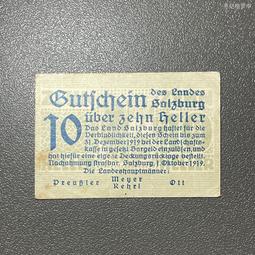 Gutschein des Landes
Salzburg
10 über zehn Heller
Das Land Salzburg haftet für die
Verbindlichkeit, diesen Schein bis zum
31. Dezember 1919 bei der Landschafts-
kasse in gesetzl. Bargeld einzulösen, und
hat hiefür eine eigene Deckungsrücklage bestellt.
Nachahmung strafbar. Salzburg, 1. Oktober 1919.
Die Landeshauptmänner:
Preußler Meyer Ott
Rehrl